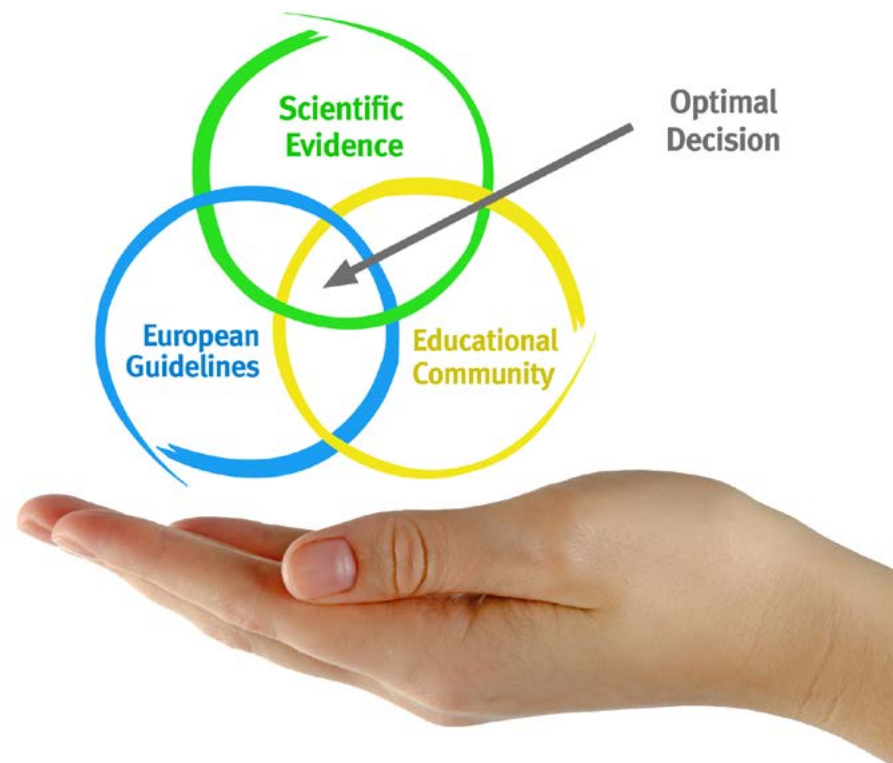 Scientific
Evidence
Optimal
Decision
European
Guidelines
Educational
Community